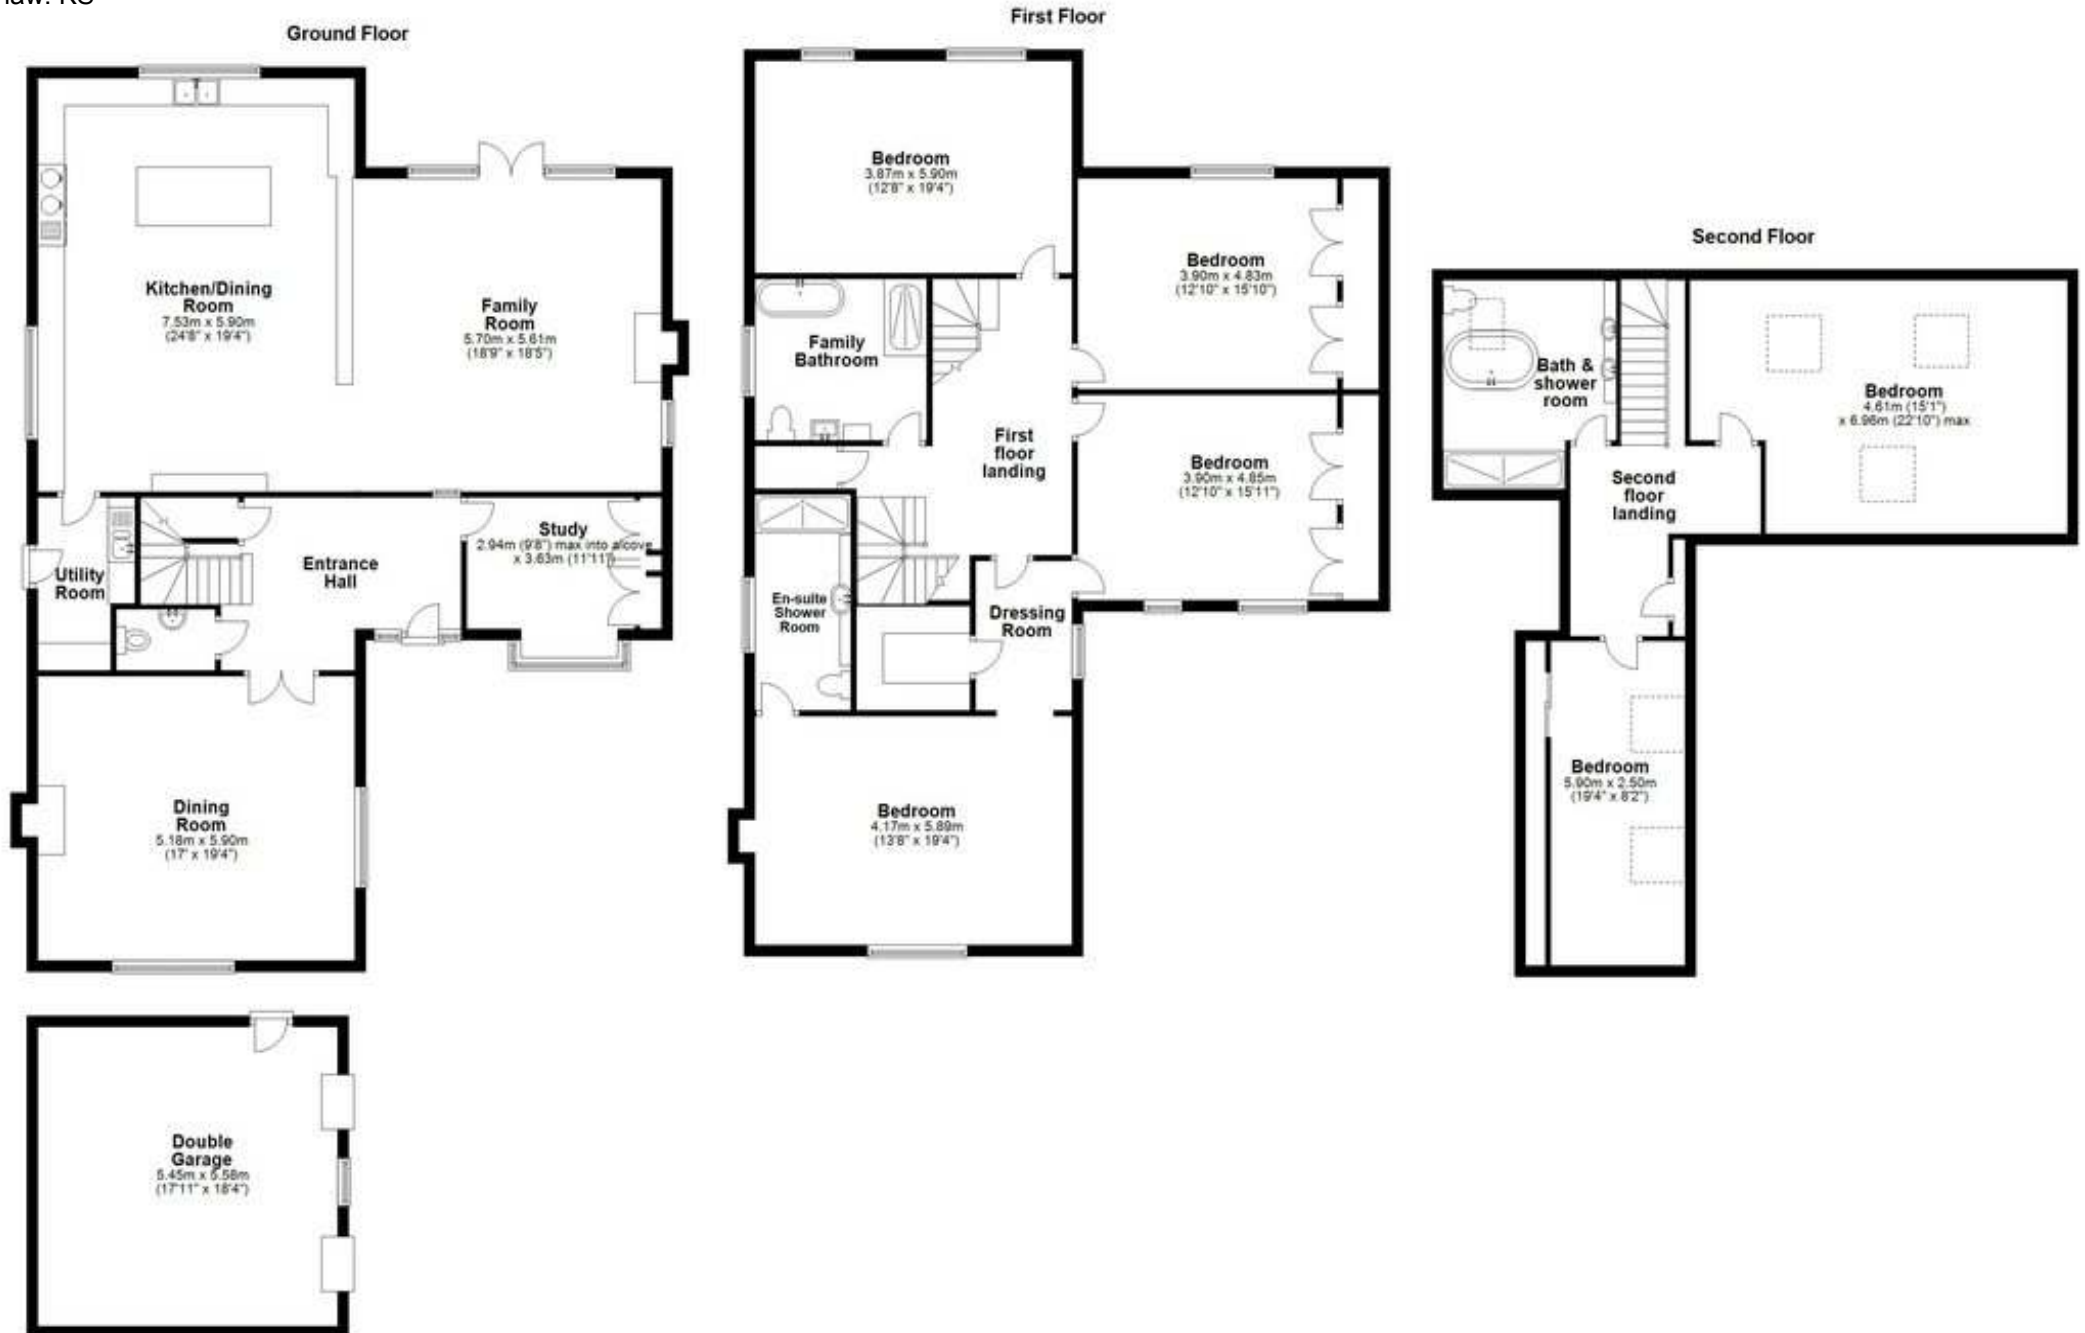 Ground Floor
Kitchen/Dining
Room
7.53m x 5.90m
(24'8" x 19'4")
Family
Room
5.70m x 5.61m
(18'9" x 18'5")
Utility
Room
Entrance
Hall
Study
2.94m (9'8") max into alcove
x 3.63m (11'11")
Dining
Room
5.18m x 5.90m
(17' x 19'4")
Double
Garage
5.45m x 5.58m
(17'11" x 18'4")
First Floor
Bedroom
3.87m x 5.90m
(12'8" x 19'4")
Bedroom
3.90m x 4.83m
(12'10" x 15'10")
Family
Bathroom
First
floor
landing
Bedroom
3.90m x 4.85m
(12'10" x 15'11")
En-suite
Shower
Room
Dressing
Room
Bedroom
4.17m x 5.89m
(13'8" x 19'4")
Second Floor
Bath &
shower
room
Bedroom
4.61m (15'1")
x 6.96m (22'10") max
Second
floor
landing
Bedroom
5.90m x 2.50m
(19'4" x 8'2")